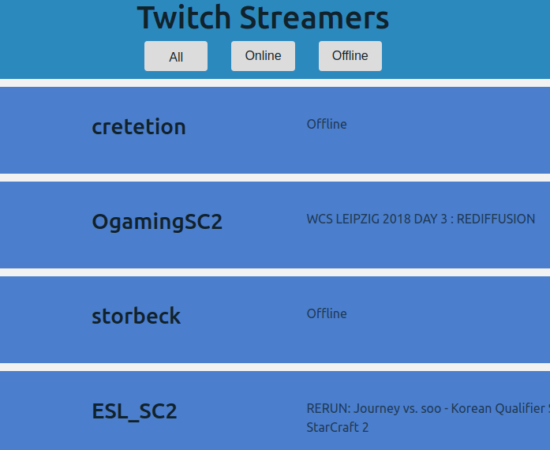 Twitch Streamers
All Online Offline
cretetion Offline
OgamingSC2 WCS LEIPZIG 2018 DAY 3 : REDIFFUSION
storbeck Offline
ESL_SC2 RERUN: Journey vs. soo - Korean Qualifier
StarCraft 2